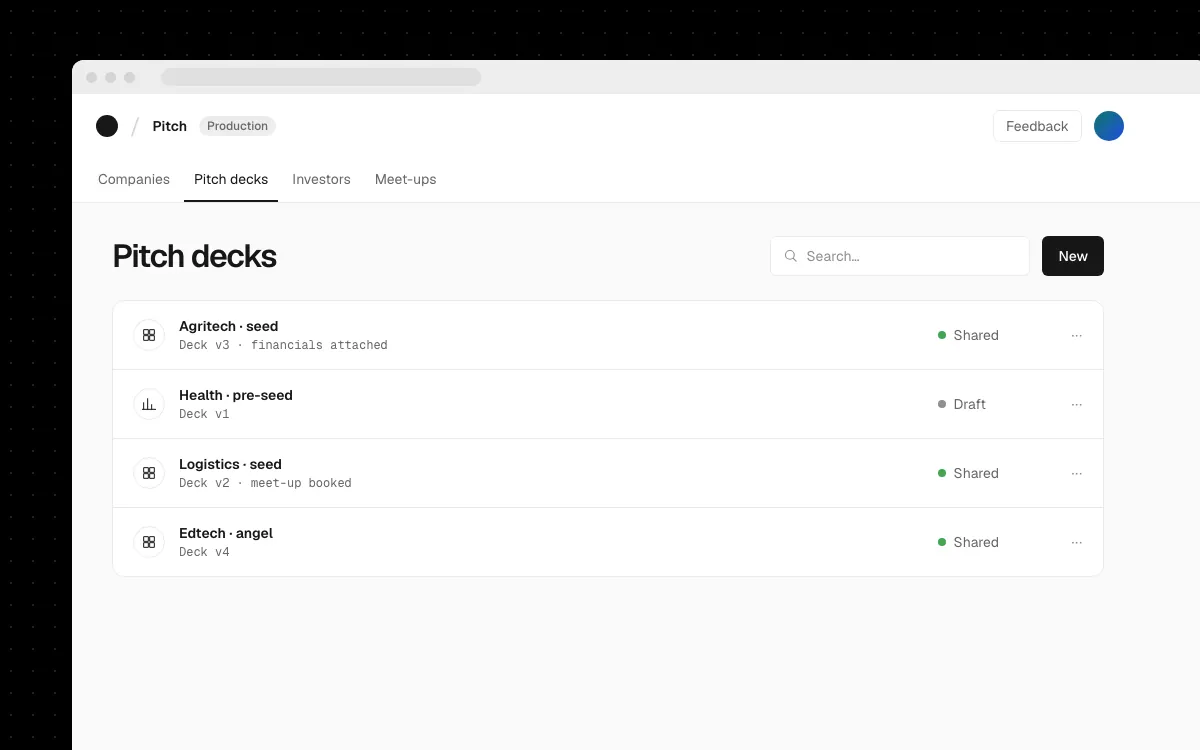 / Pitch Production Feedback
Companies Pitch decks Investors Meet-ups
Pitch decks
Search…
New
Agritech · seed
Deck v3 · financials attached
Shared
Health · pre-seed
Deck v1
Draft
Logistics · seed
Deck v2 · meet-up booked
Shared
Edtech · angel
Deck v4
Shared